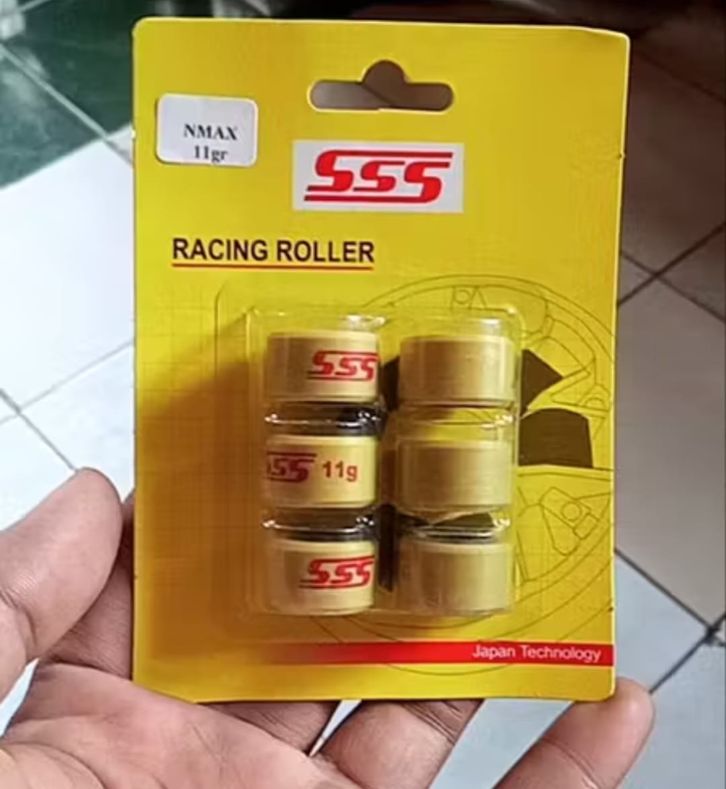 NMAX
11gr
SSS
RACING ROLLER
SSS
SSS 11g
SSS
Japan Technology